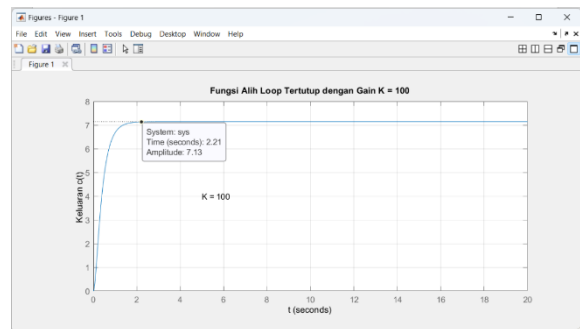 Figures - Figure 1
File Edit View Insert Tools Debug Desktop Window Help
Figure 1
Fungsi Alih Loop Tertutup dengan Gain K = 100
8
7
6
5
4
3
2
1
0
Keluaran c(t)
System: sys
Time (seconds): 2.21
Amplitude: 7.13
K = 100
0 2 4 6 8 10 12 14 16 18 20
t (seconds)